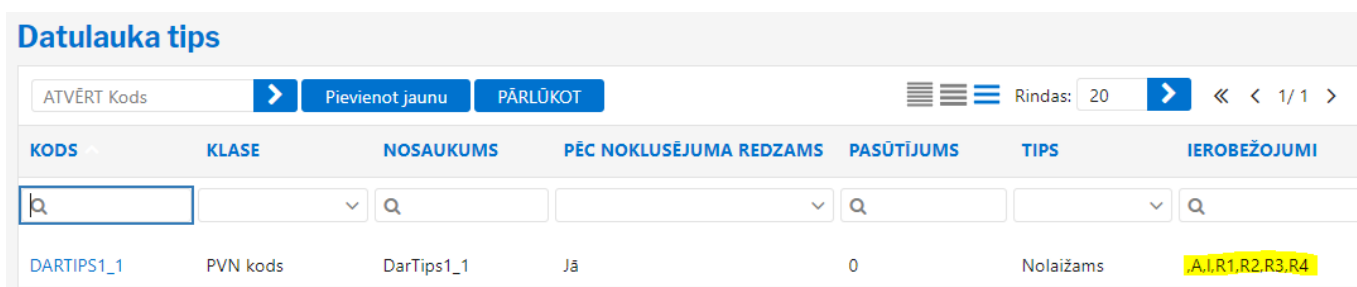 Datulauka tips
ATVĒRT Kods Pievienot jaunu PĀRLŪKOT Rindas: 20 1/ 1
KODS KLASE NOSAUKUMS PĒC NOKLUSĒJUMA REDZAMS PASŪTĪJUMS TIPS IEROBEŽOJUMI
DARTIPS1_1 PVN kods DarTips1_1 Jā 0 Nolaižams ,A,I,R1,R2,R3,R4